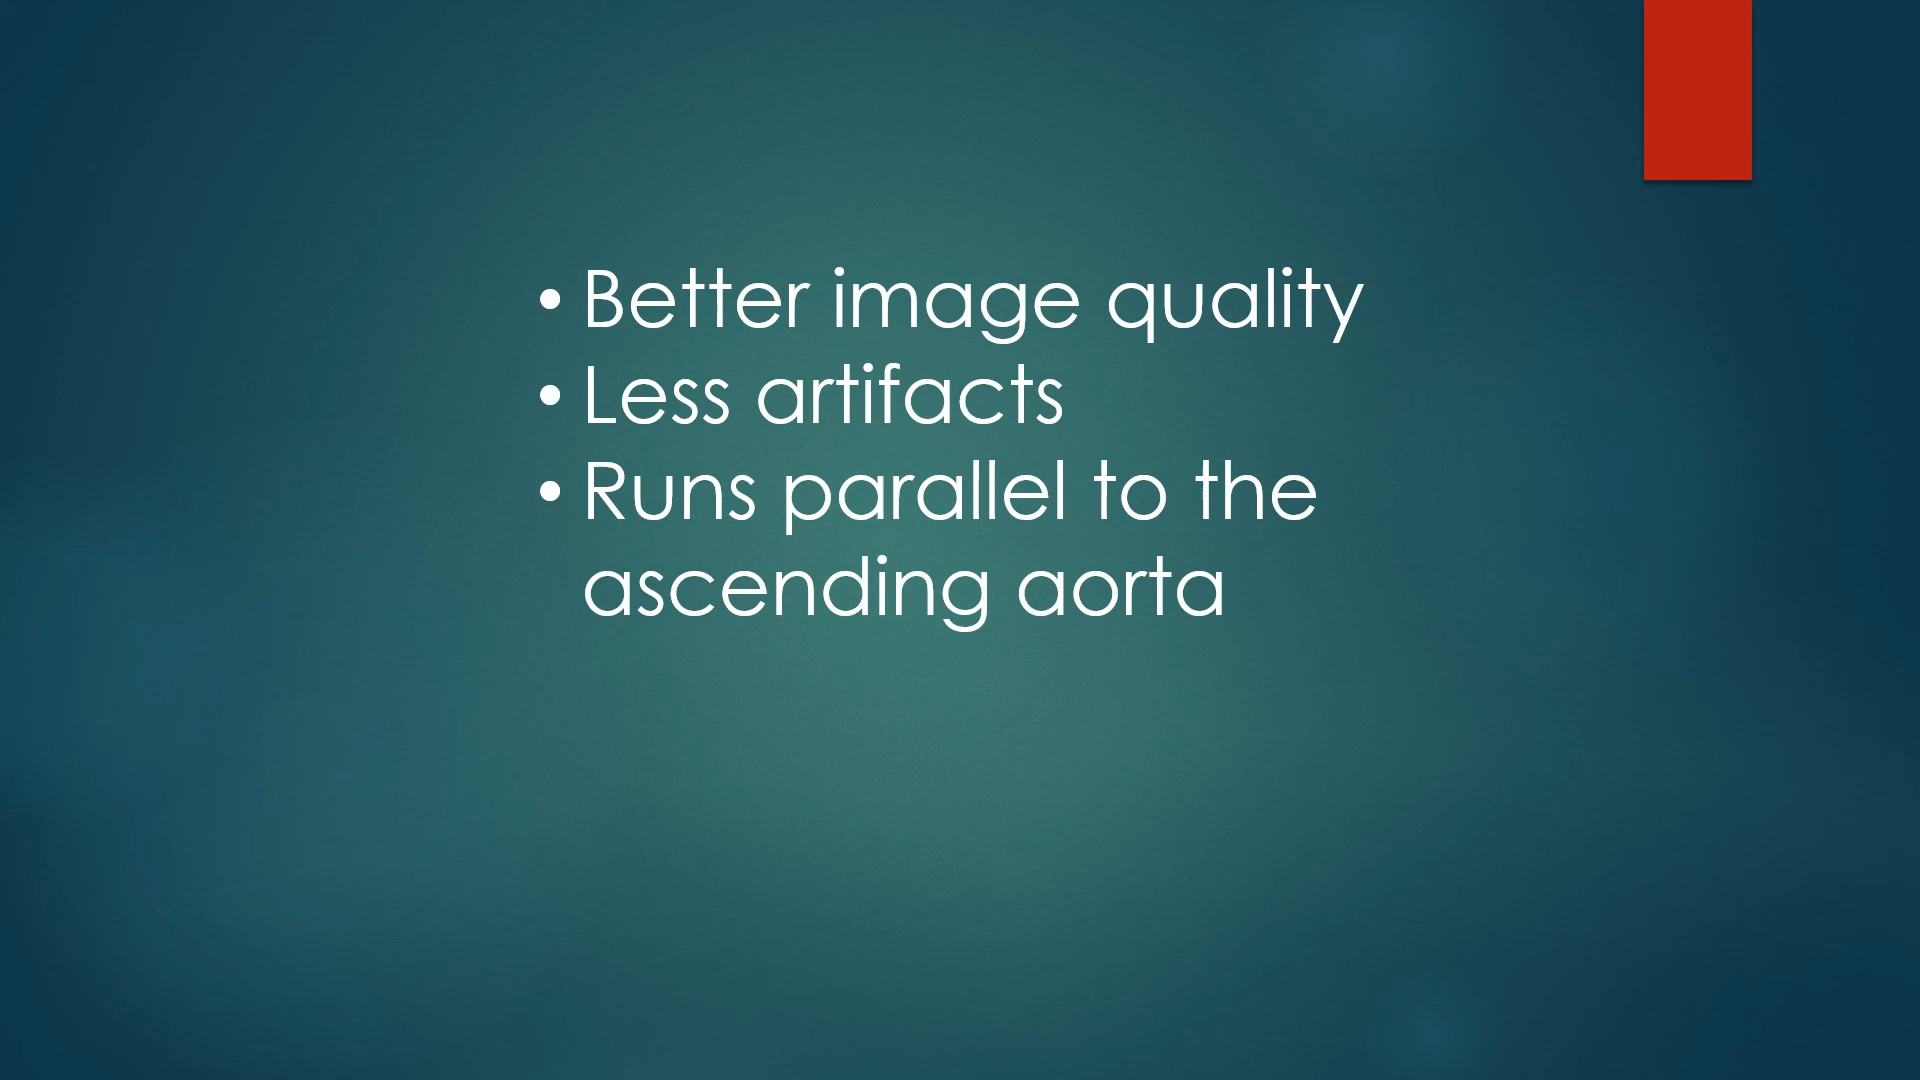 • Better image quality
• Less artifacts
• Runs parallel to the
ascending aorta